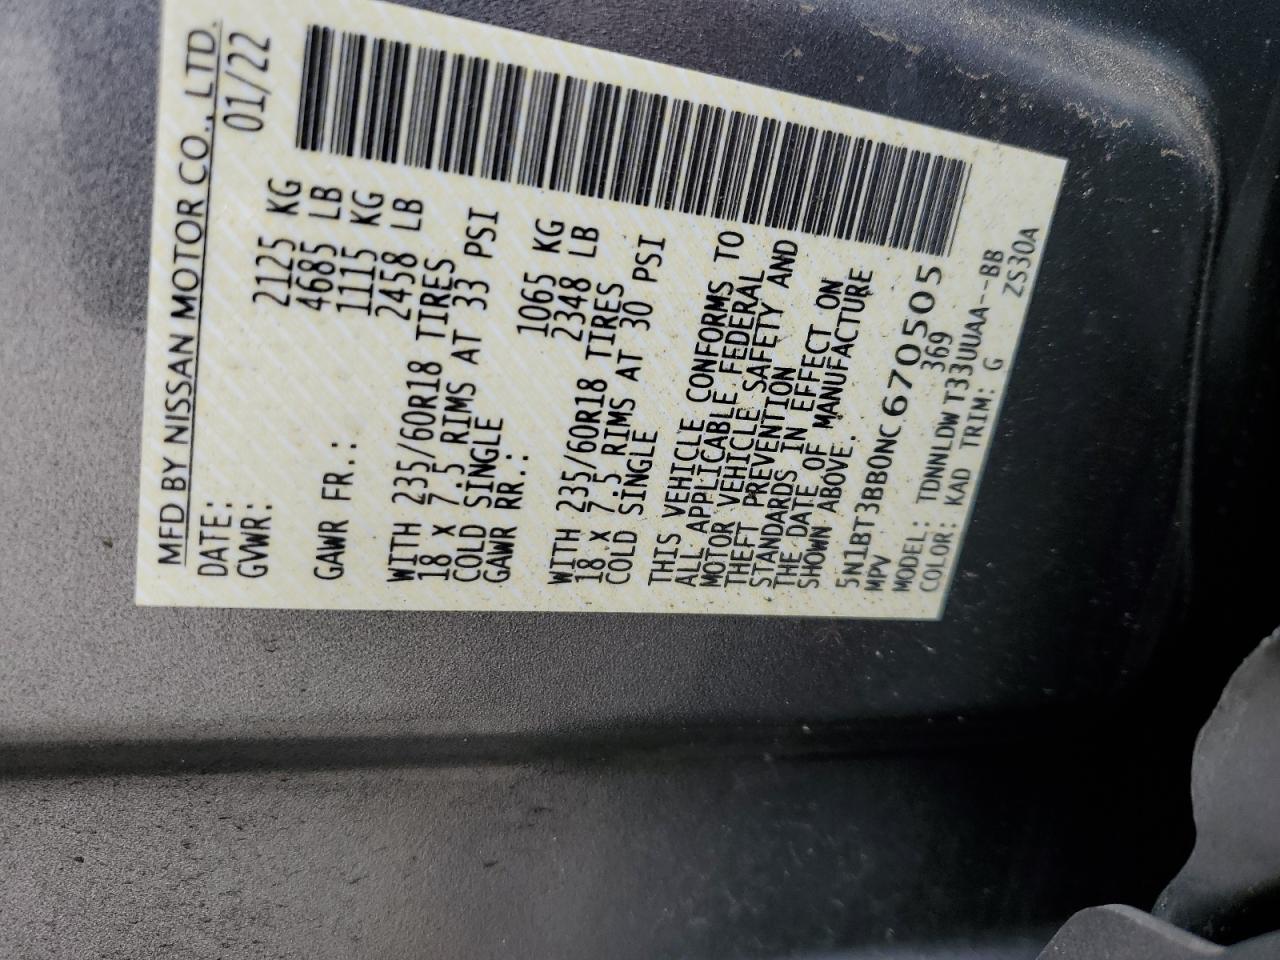 MFD BY NISSAN MOTOR CO., LTD.
DATE: 01/22
GVWR: 2125 KG
4685 LB
GAWR FR.: 1115 KG
2458 LB
WITH 235/60R18 TIRES
18 X 7.5 RIMS AT 33 PSI
COLD SINGLE
GAWR RR.: 1065 KG
2348 LB
WITH 235/60R18 TIRES
18 X 7.5 RIMS AT 30 PSI
COLD SINGLE
THIS VEHICLE CONFORMS TO
ALL APPLICABLE FEDERAL
MOTOR VEHICLE SAFETY AND
THEFT PREVENTION
STANDARDS IN EFFECT ON
THE DATE OF MANUFACTURE
SHOWN ABOVE.
5N1BT3BB0NC670505
MPV 369
MODEL: TDNNLDW T33UUAA--BB
COLOR: KAD TRIM: G ZS30A